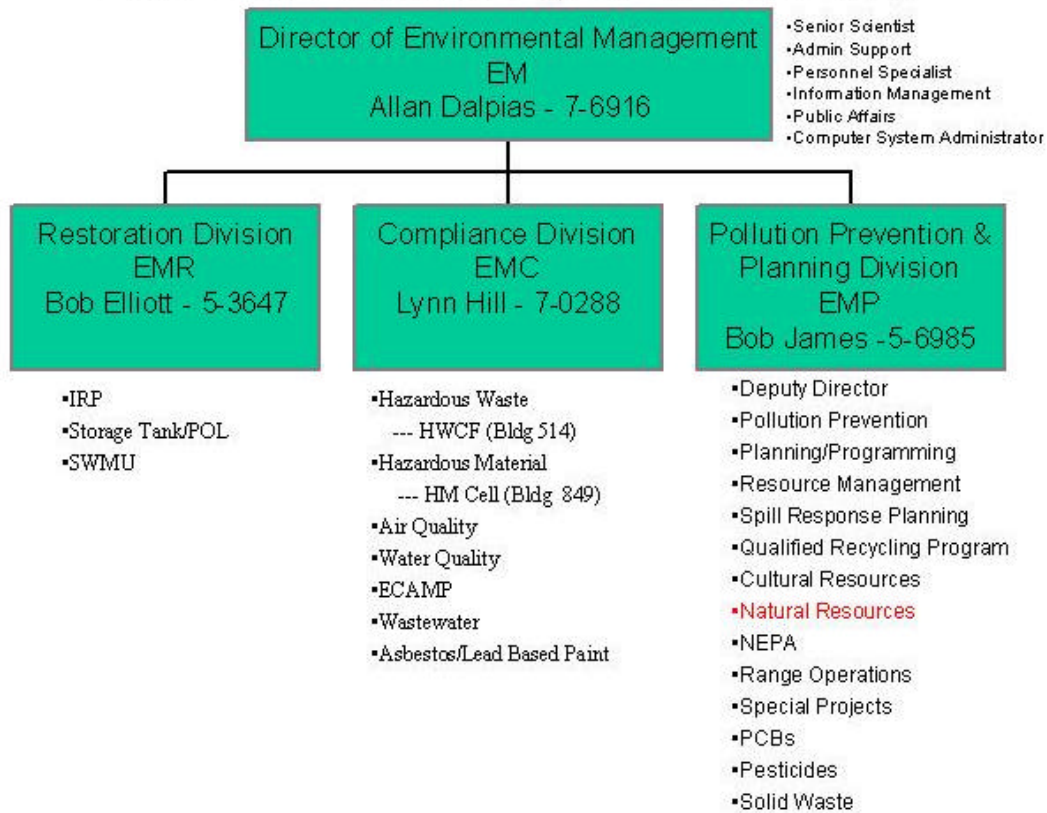 Director of Environmental Management
EM
Allan Dalpias - 7-6916
▪Senior Scientist
▪Admin Support
▪Personnel Specialist
▪Information Management
▪Public Affairs
▪Computer System Administrator
Restoration Division
EMR
Bob Elliott - 5-3647
▪IRP
▪Storage Tank/POL
▪SWMU
Compliance Division
EMC
Lynn Hill - 7-0288
▪Hazardous Waste
--- HWCF (Bldg 514)
▪Hazardous Material
--- HM Cell (Bldg 849)
▪Air Quality
▪Water Quality
▪ECAMP
▪Wastewater
▪Asbestos/Lead Based Paint
Pollution Prevention &
Planning Division
EMP
Bob James -5-6985
▪Deputy Director
▪Pollution Prevention
▪Planning/Programming
▪Resource Management
▪Spill Response Planning
▪Qualified Recycling Program
▪Cultural Resources
▪Natural Resources
▪NEPA
▪Range Operations
▪Special Projects
▪PCBs
▪Pesticides
▪Solid Waste